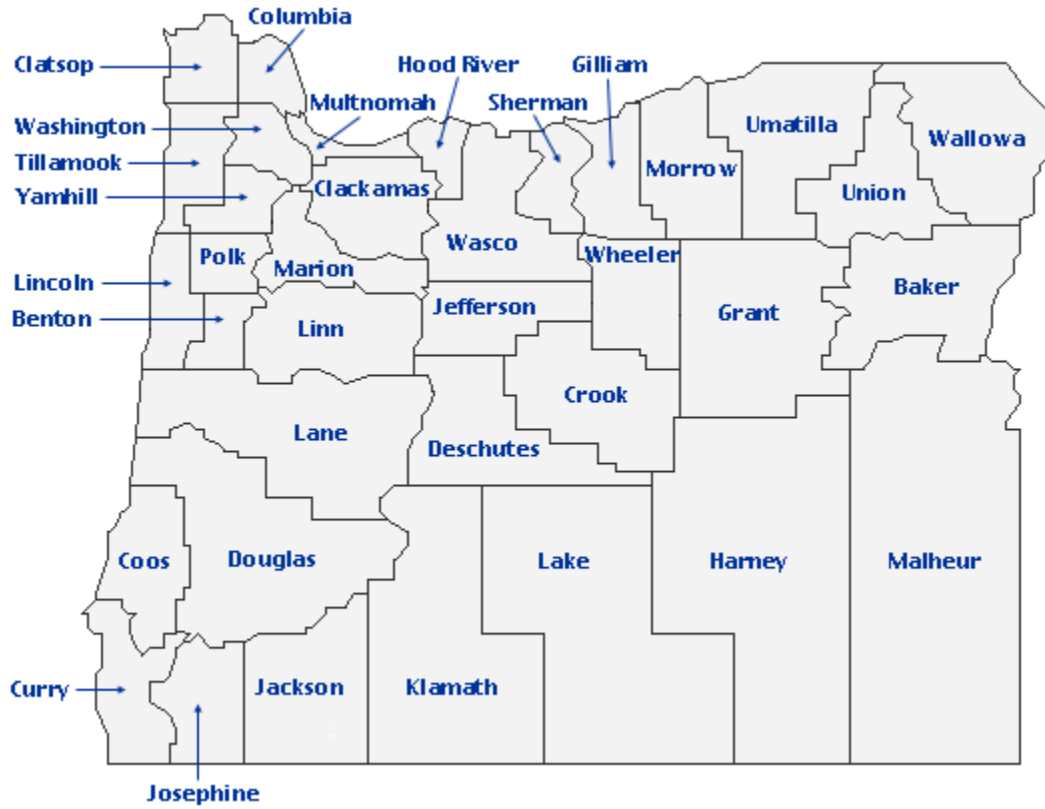 Columbia
Clatsop
Hood River
Gilliam
Multnomah
Sherman
Washington
Umatilla
Wallowa
Tillamook
Morrow
Yamhill
Clackamas
Union
Polk
Wasco
Wheeler
Marion
Lincoln
Baker
Jefferson
Grant
Benton
Linn
Crook
Lane
Deschutes
Coos
Douglas
Lake
Harney
Malheur
Curry
Jackson
Klamath
Josephine